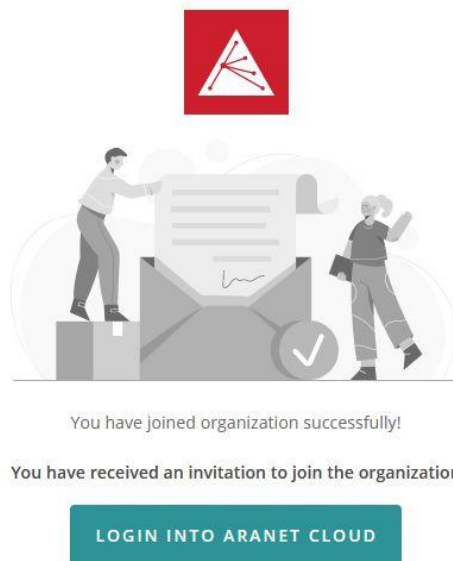 You have joined organization successfully!
You have received an invitation to join the organization
LOGIN INTO ARANET CLOUD